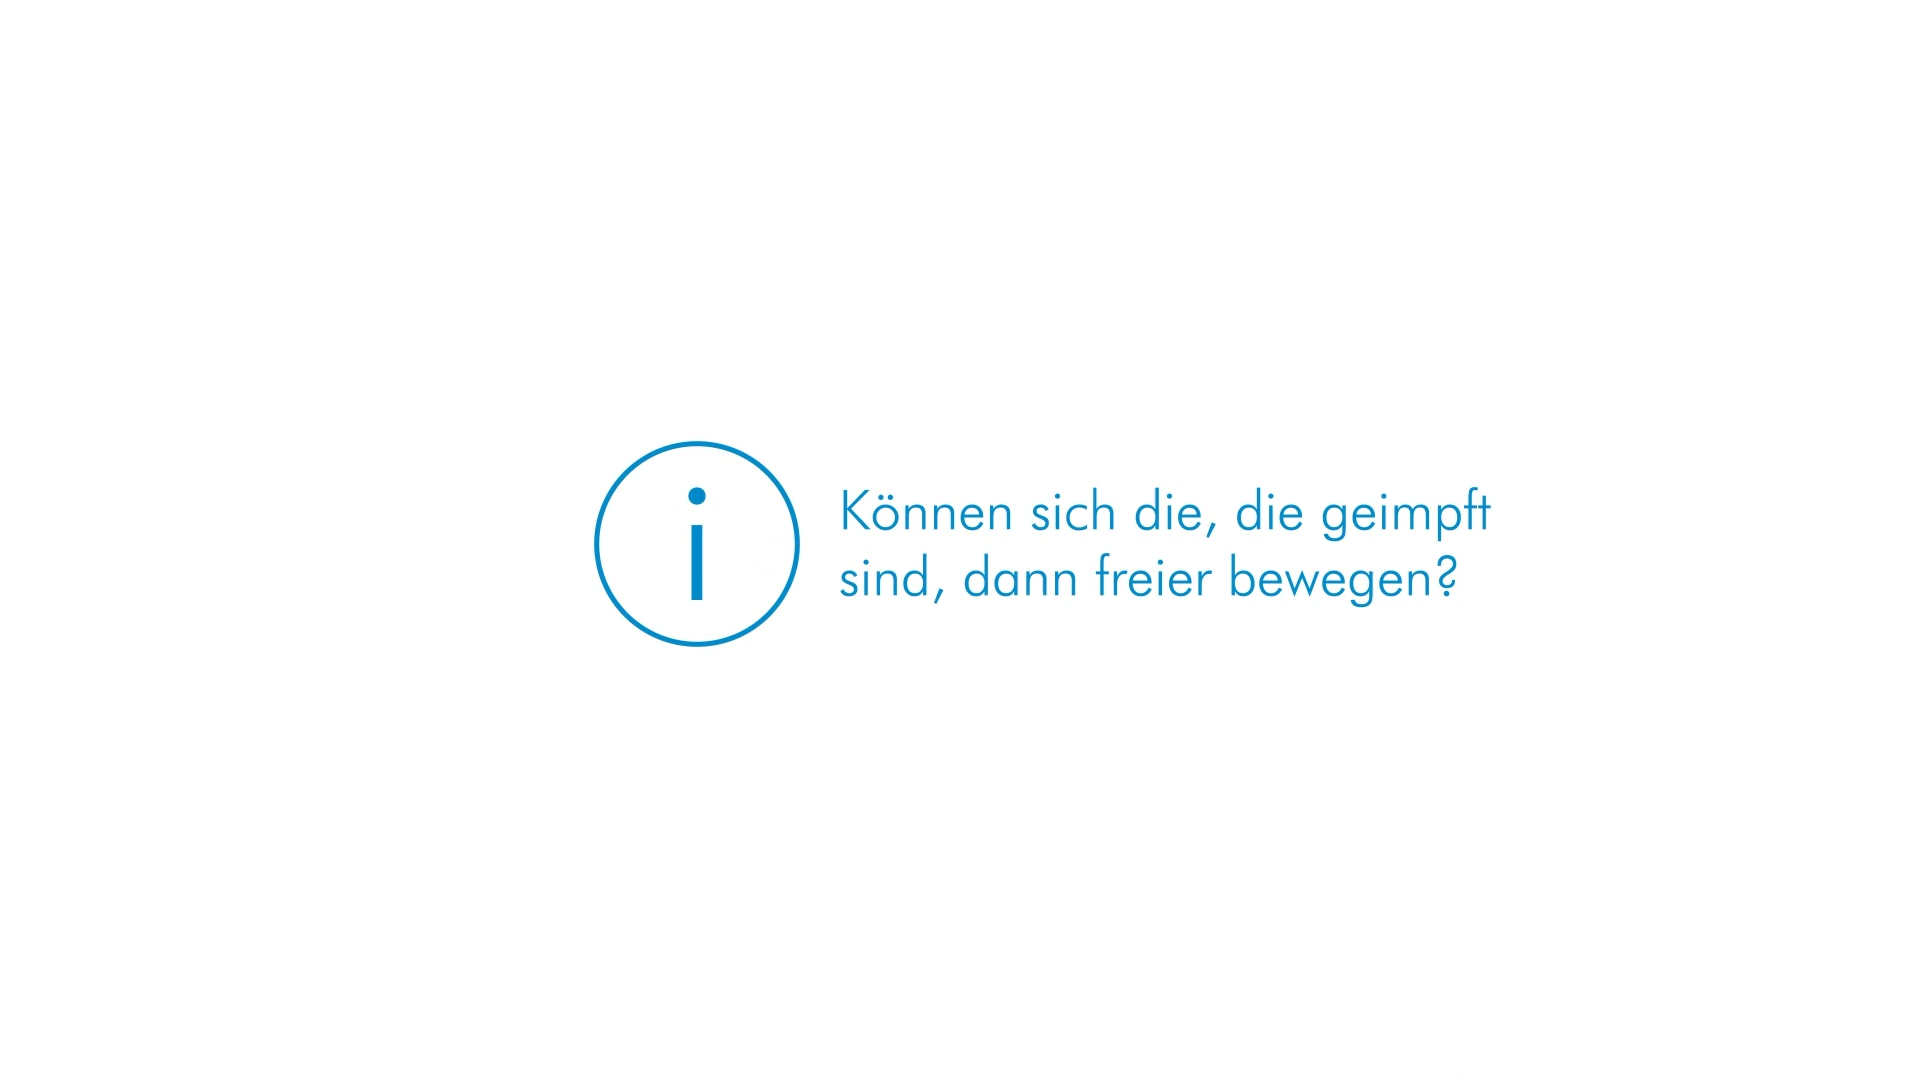 i
Können sich die, die geimpft
sind, dann freier bewegen?